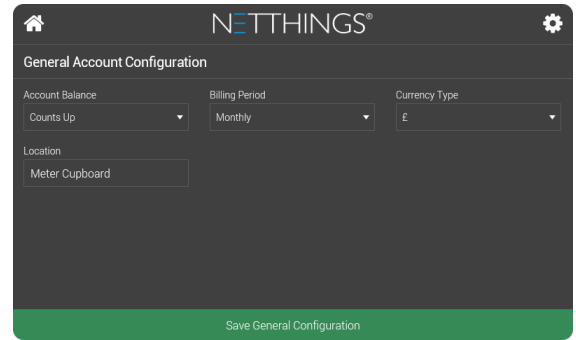 NETTHINGS®
General Account Configuration
Account Balance Billing Period Currency Type
Counts Up Monthly £
Location
Meter Cupboard
Save General Configuration